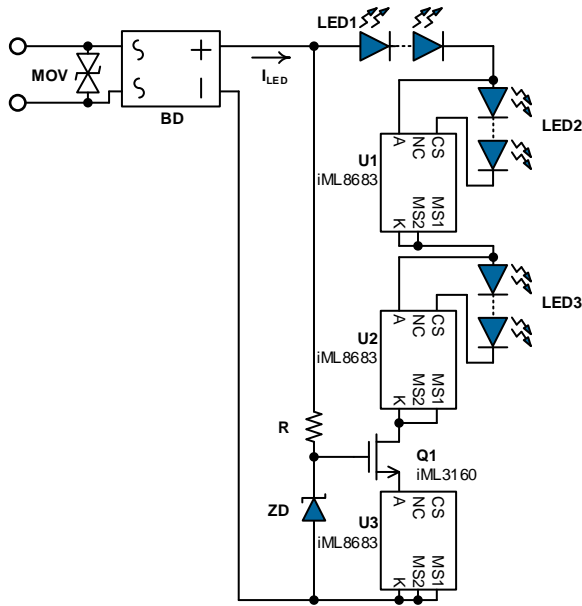 MOV
BD
I_LED
LED1
LED2
U1
iML8683
A
NC
CS
K
MS2
MS1
LED3
U2
iML8683
A
NC
CS
K
MS2
MS1
R
Q1
iML3160
ZD
U3
iML8683
A
NC
CS
K
MS2
MS1